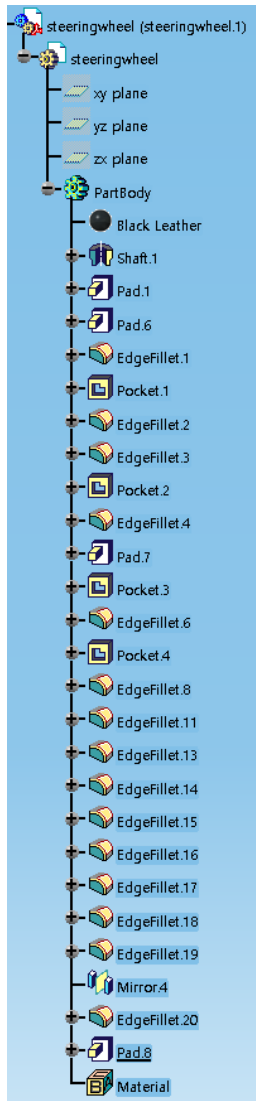 steeringwheel (steeringwheel.1)
steeringwheel
xy plane
yz plane
zx plane
PartBody
Black Leather
Shaft.1
Pad.1
Pad.6
EdgeFillet.1
Pocket.1
EdgeFillet.2
EdgeFillet.3
Pocket.2
EdgeFillet.4
Pad.7
Pocket.3
EdgeFillet.6
Pocket.4
EdgeFillet.8
EdgeFillet.11
EdgeFillet.13
EdgeFillet.14
EdgeFillet.15
EdgeFillet.16
EdgeFillet.17
EdgeFillet.18
EdgeFillet.19
Mirror.4
EdgeFillet.20
Pad.8
Material